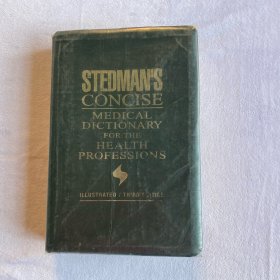 STEDMAN'S
CONCISE
MEDICAL
DICTIONARY
FOR THE
HEALTH
PROFESSIONS
ILLUSTRATED